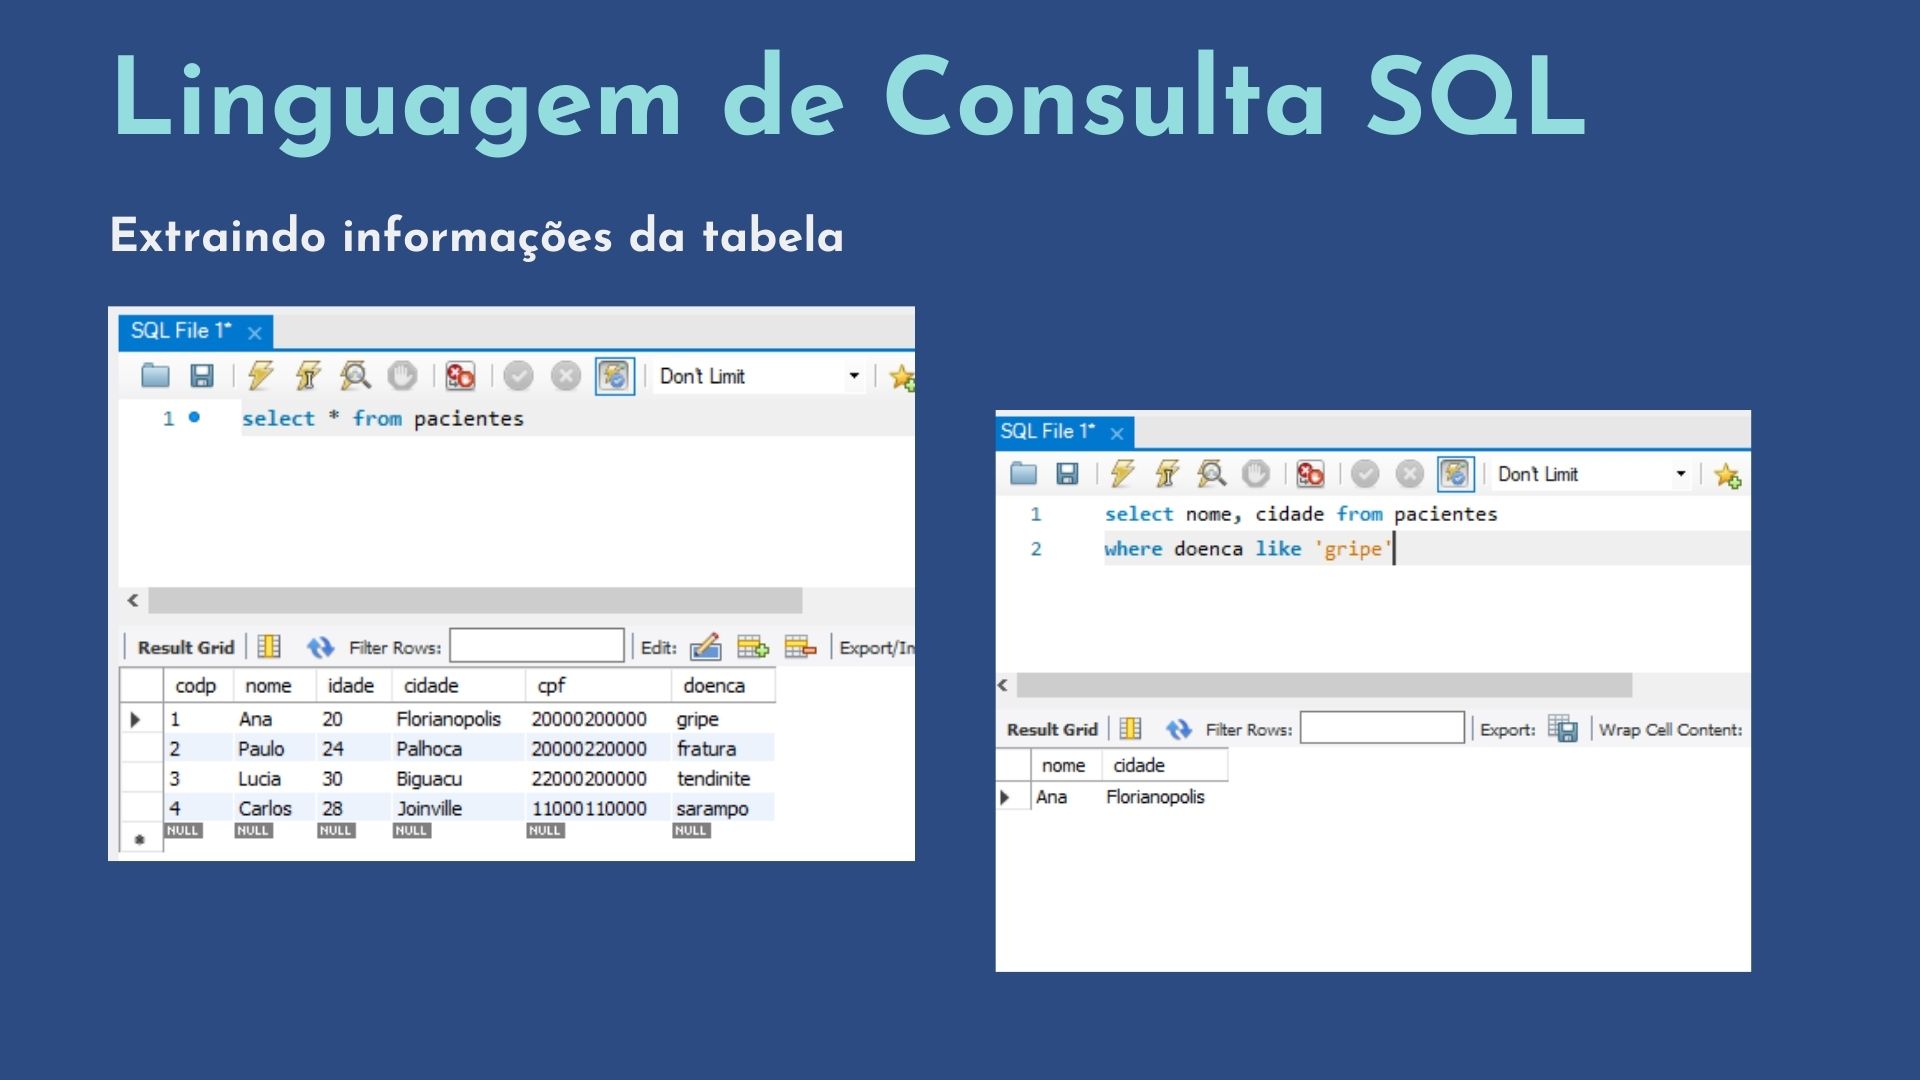 Linguagem de Consulta SQL
Extraindo informações da tabela
SQL File 1*
Don't Limit
1 select * from pacientes
Result Grid Filter Rows: Edit: Export/Im
codp nome idade cidade cpf doenca
1 Ana 20 Florianopolis 20000200000 gripe
2 Paulo 24 Palhoca 20000220000 fratura
3 Lucia 30 Biguacu 22000200000 tendinite
4 Carlos 28 Joinville 11000110000 sarampo
NULL NULL NULL NULL NULL NULL
SQL File 1*
Don't Limit
1 select nome, cidade from pacientes
2 where doenca like 'gripe'
Result Grid Filter Rows: Export: Wrap Cell Content:
nome cidade
Ana Florianopolis